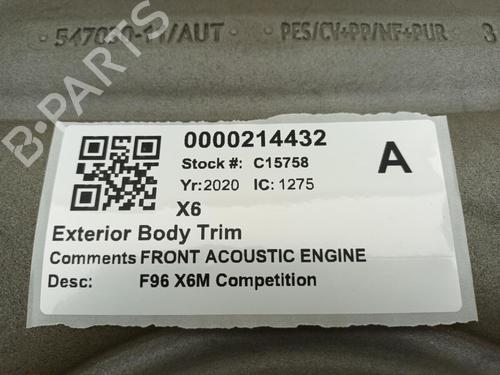 PES/CV+PP/NF+PUR 3
B-PARTS
0000214432
Stock #: C15758
A
Yr:2020 IC: 1275
X6
Exterior Body Trim
Comments FRONT ACOUSTIC ENGINE
Desc: F96 X6M Competition